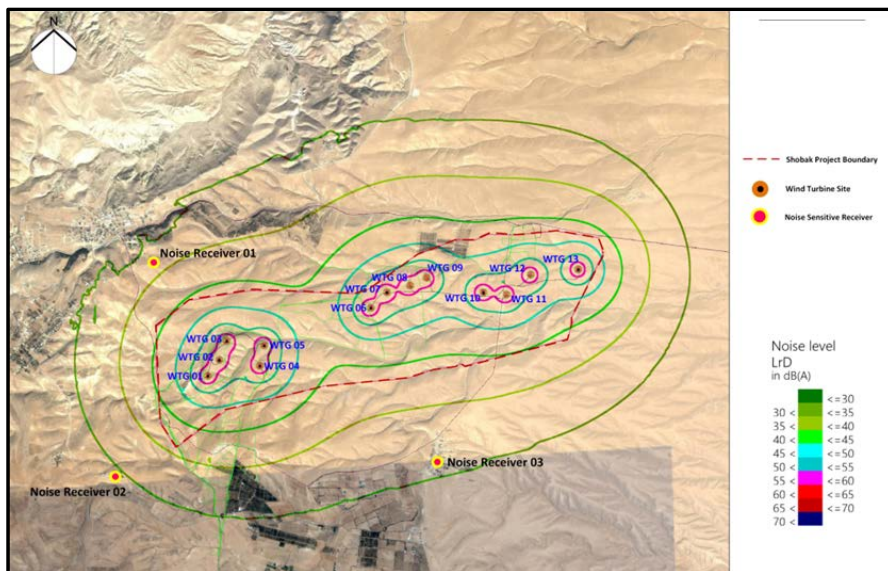 N
Noise Receiver 01
WTG 13
WTG 12
WTG 09
WTG 08
WTG 07
WTG 06
WTG 10
WTG 11
WTG 03
WTG 05
WTG 02
WTG 04
WTG 01
Noise Receiver 03
Noise Receiver 02
Shobak Project Boundary
Wind Turbine Site
Noise Sensitive Receiver
Noise level
LrD
in dB(A)
<=30
30 < <=35
35 < <=40
40 < <=45
45 < <=50
50 < <=55
55 < <=60
60 < <=65
65 < <=70
70 <